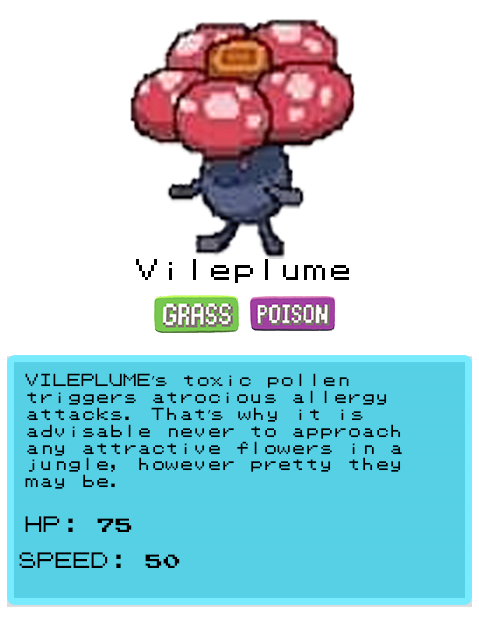 Vileplume
GRASS POISON
VILEPLUME's toxic pollen
triggers atrocious allergy
attacks. That's why it is
advisable never to approach
any attractive flowers in a
jungle, however pretty they
may be.
HP: 75
SPEED: 50